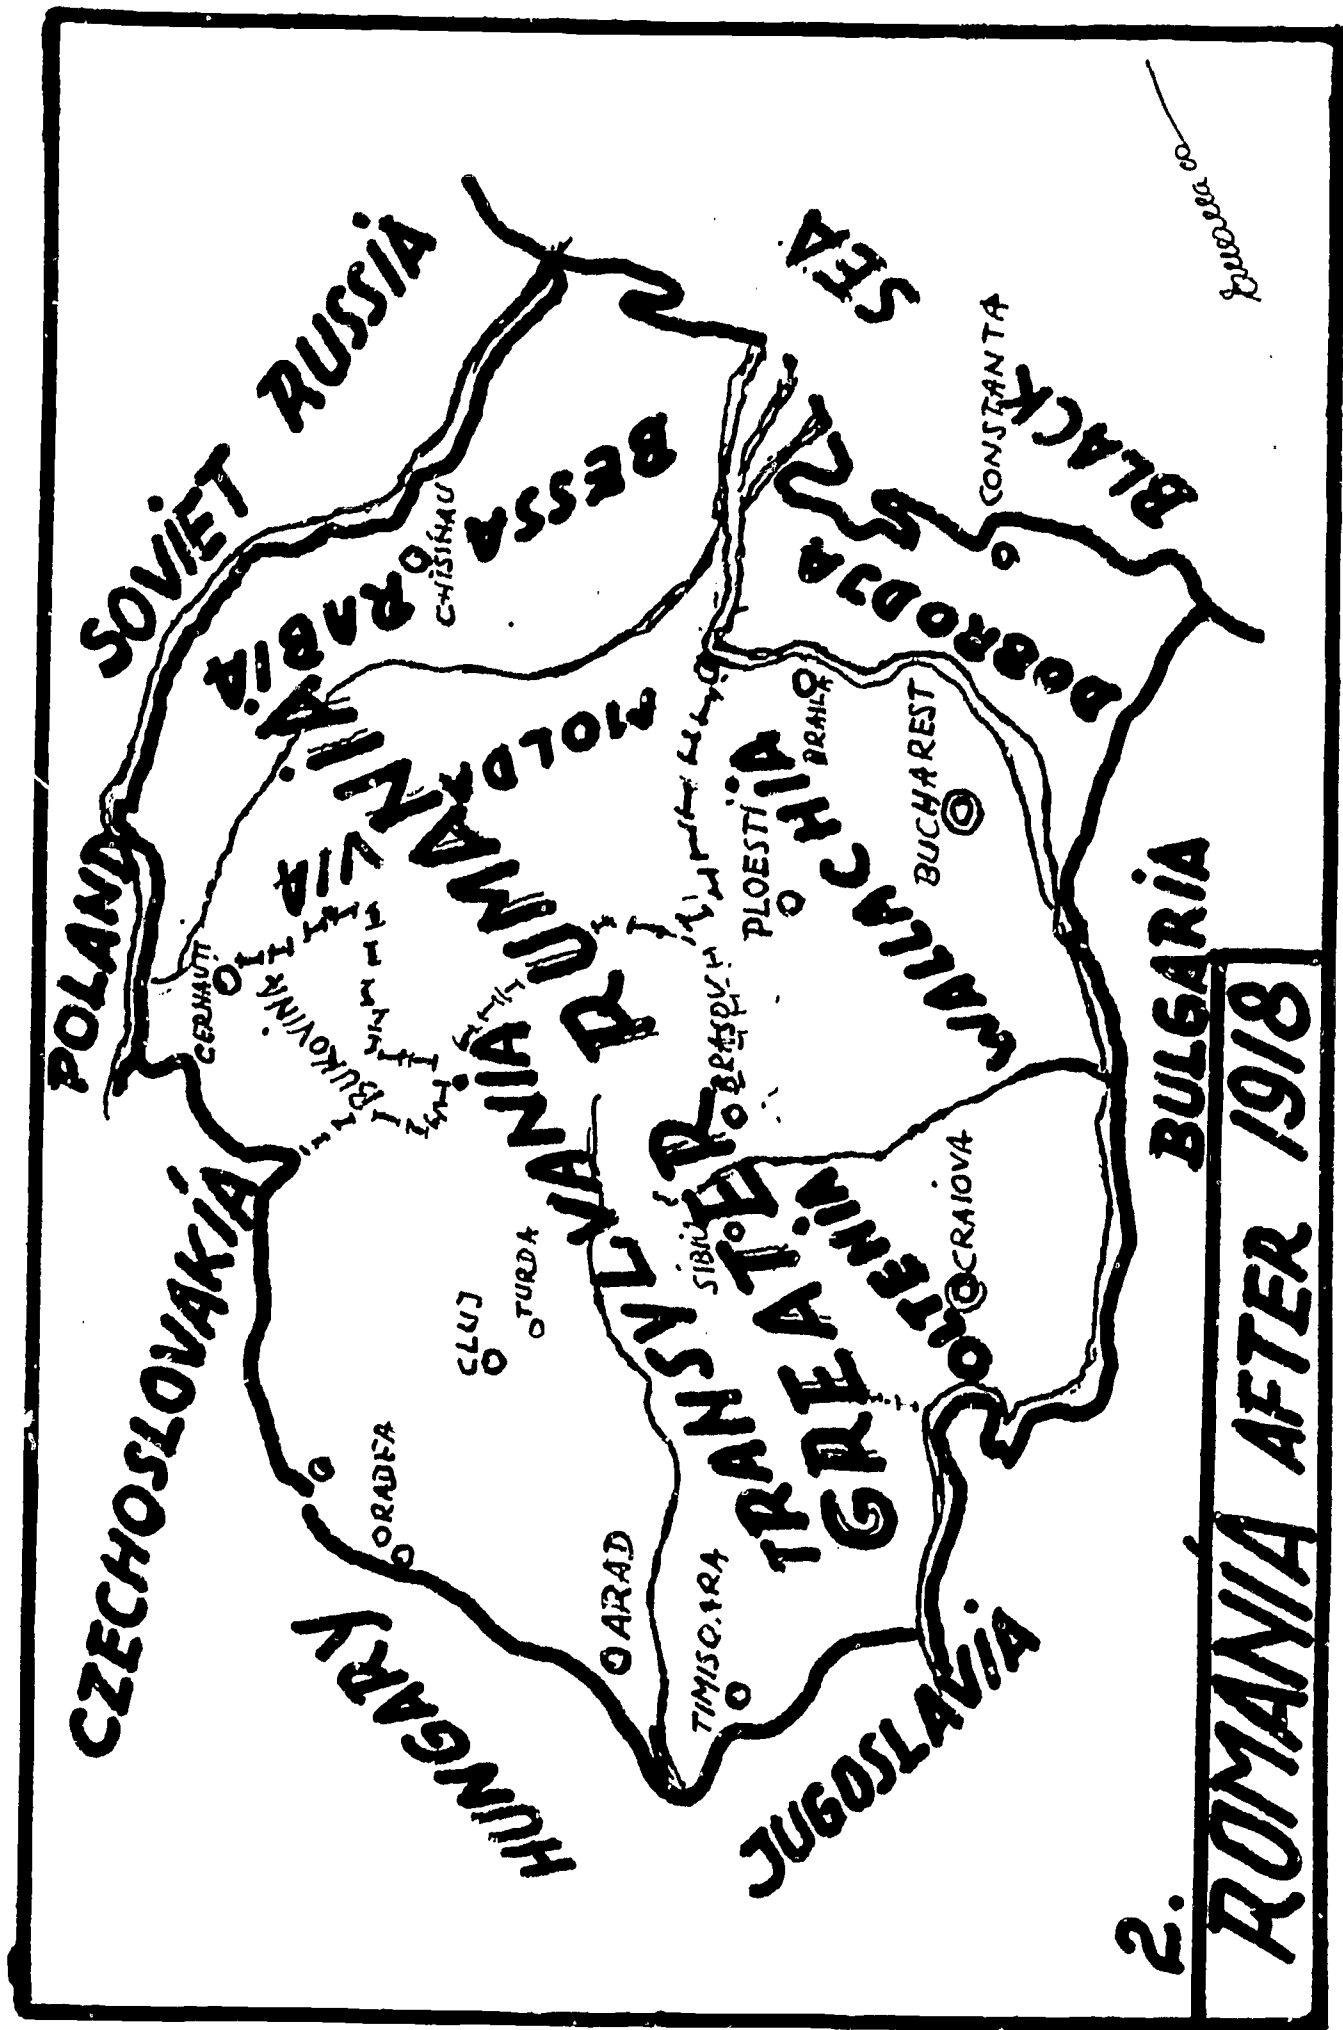 SOVIET RUSSIA
POLAND
CZECHOSLOVAKIA
HUNGARY
JUGOSLAVIA
BULGARIA
BLACK SEA
GREATER RUMANIA
TRANSYLVANIA
BUKOVINA
MOLDAVIA
BESSARABIA
DOBRODJA
WALLACHIA
OLTENIA
CERNAUTI
CHISINAU
ORADEA
CLUJ
TURDA
ARAD
TIMISOARA
SIBIU
BRASOV
PLOESTI
BRAILA
BUCHAREST
CRAIOVA
CONSTANTA
2.
ROMANIA AFTER 1918